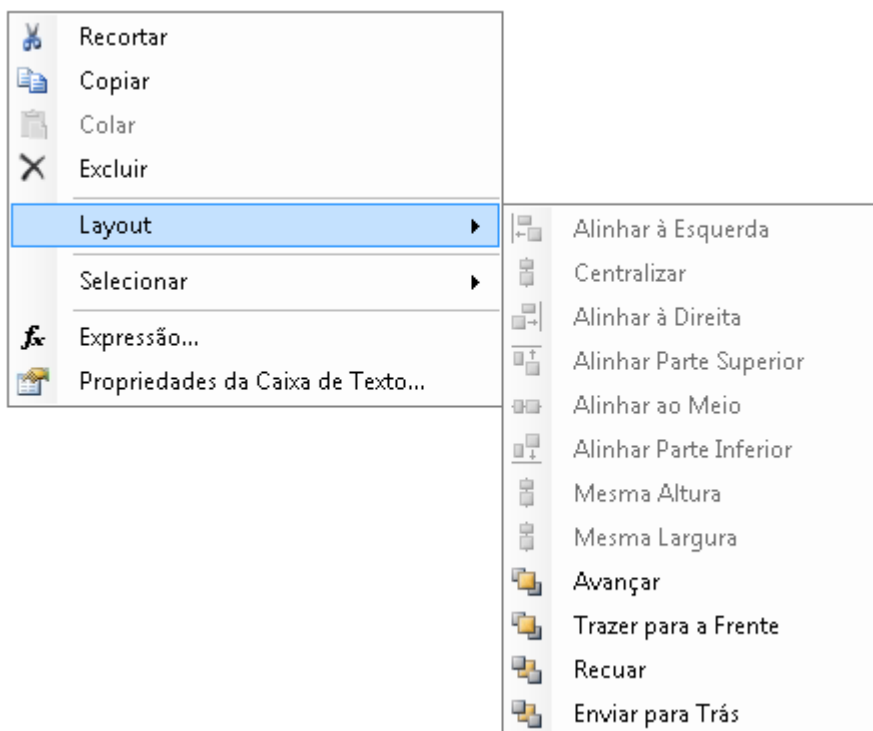 Recortar
Copiar
Colar
Excluir
Layout
Selecionar
fx Expressão...
Propriedades da Caixa de Texto...
Alinhar à Esquerda
Centralizar
Alinhar à Direita
Alinhar Parte Superior
Alinhar ao Meio
Alinhar Parte Inferior
Mesma Altura
Mesma Largura
Avançar
Trazer para a Frente
Recuar
Enviar para Trás